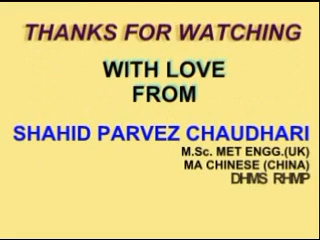 THANKS FOR WATCHING
WITH LOVE
FROM
SHAHID PARVEZ CHAUDHARI
M.Sc. MET ENGG.(UK)
MA CHINESE (CHINA)
DHMS RHMP